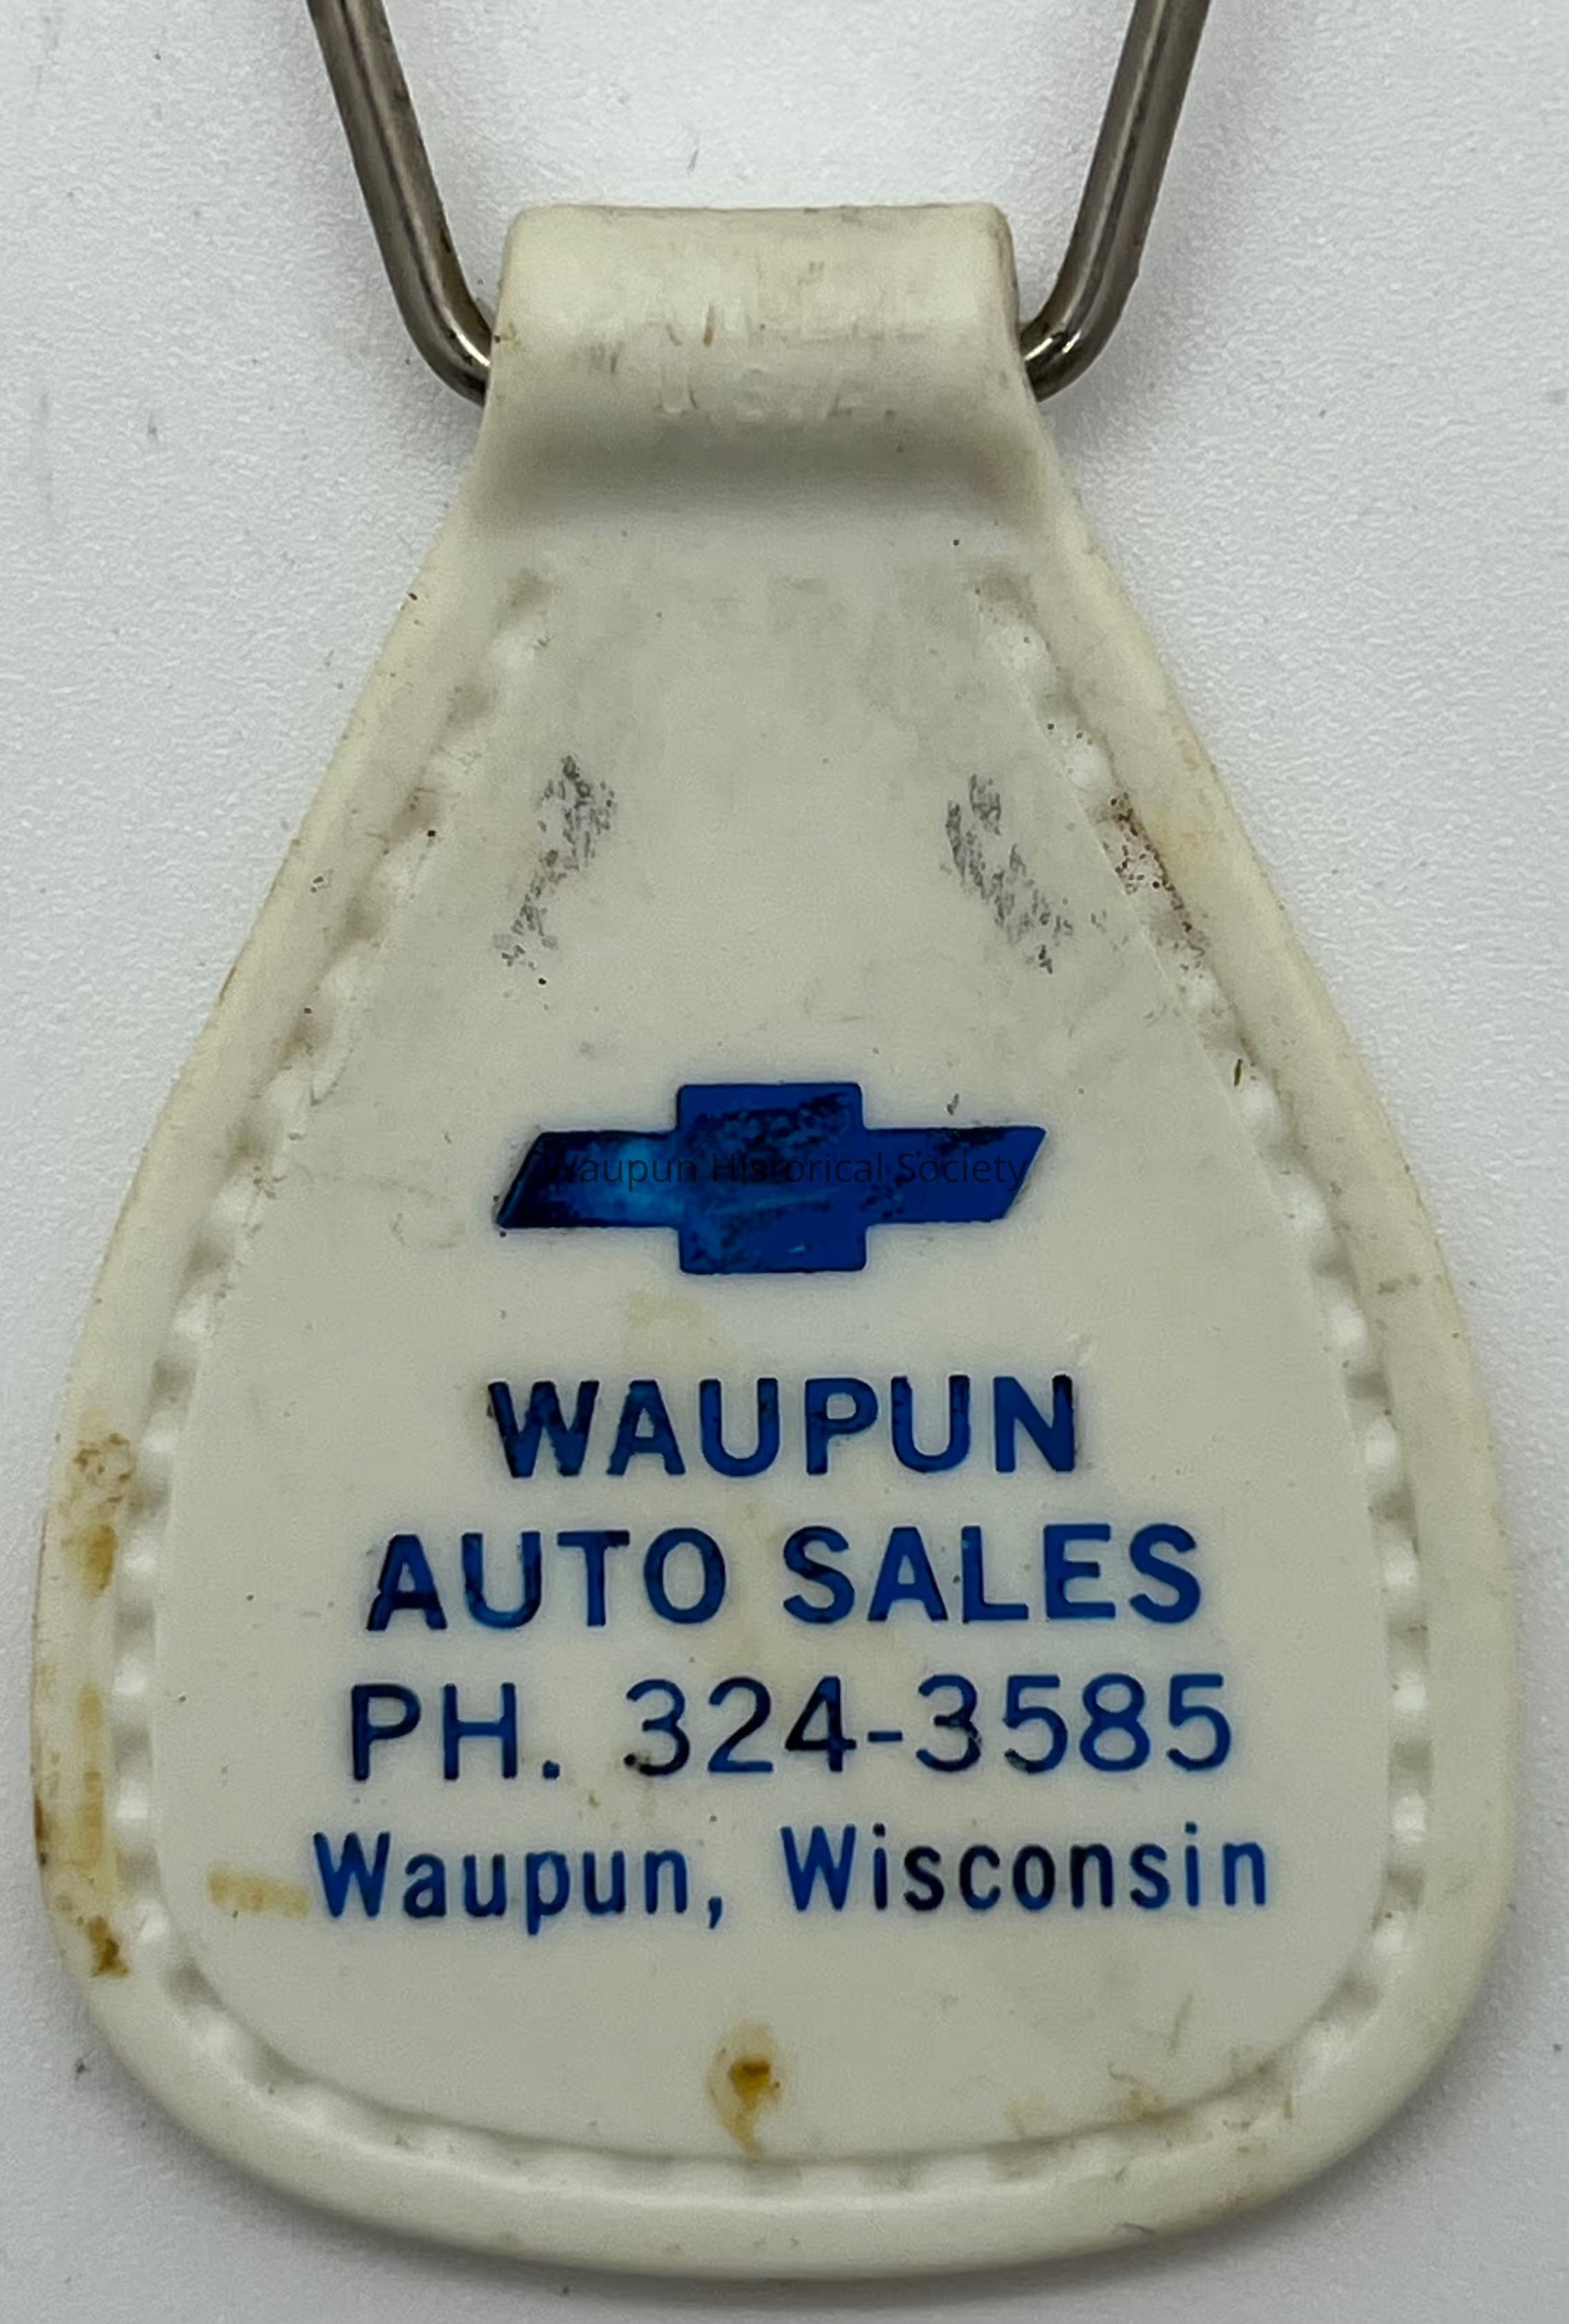 U.S.A.
Waupun Historical Society
WAUPUN
AUTO SALES
PH. 324-3585
Waupun, Wisconsin